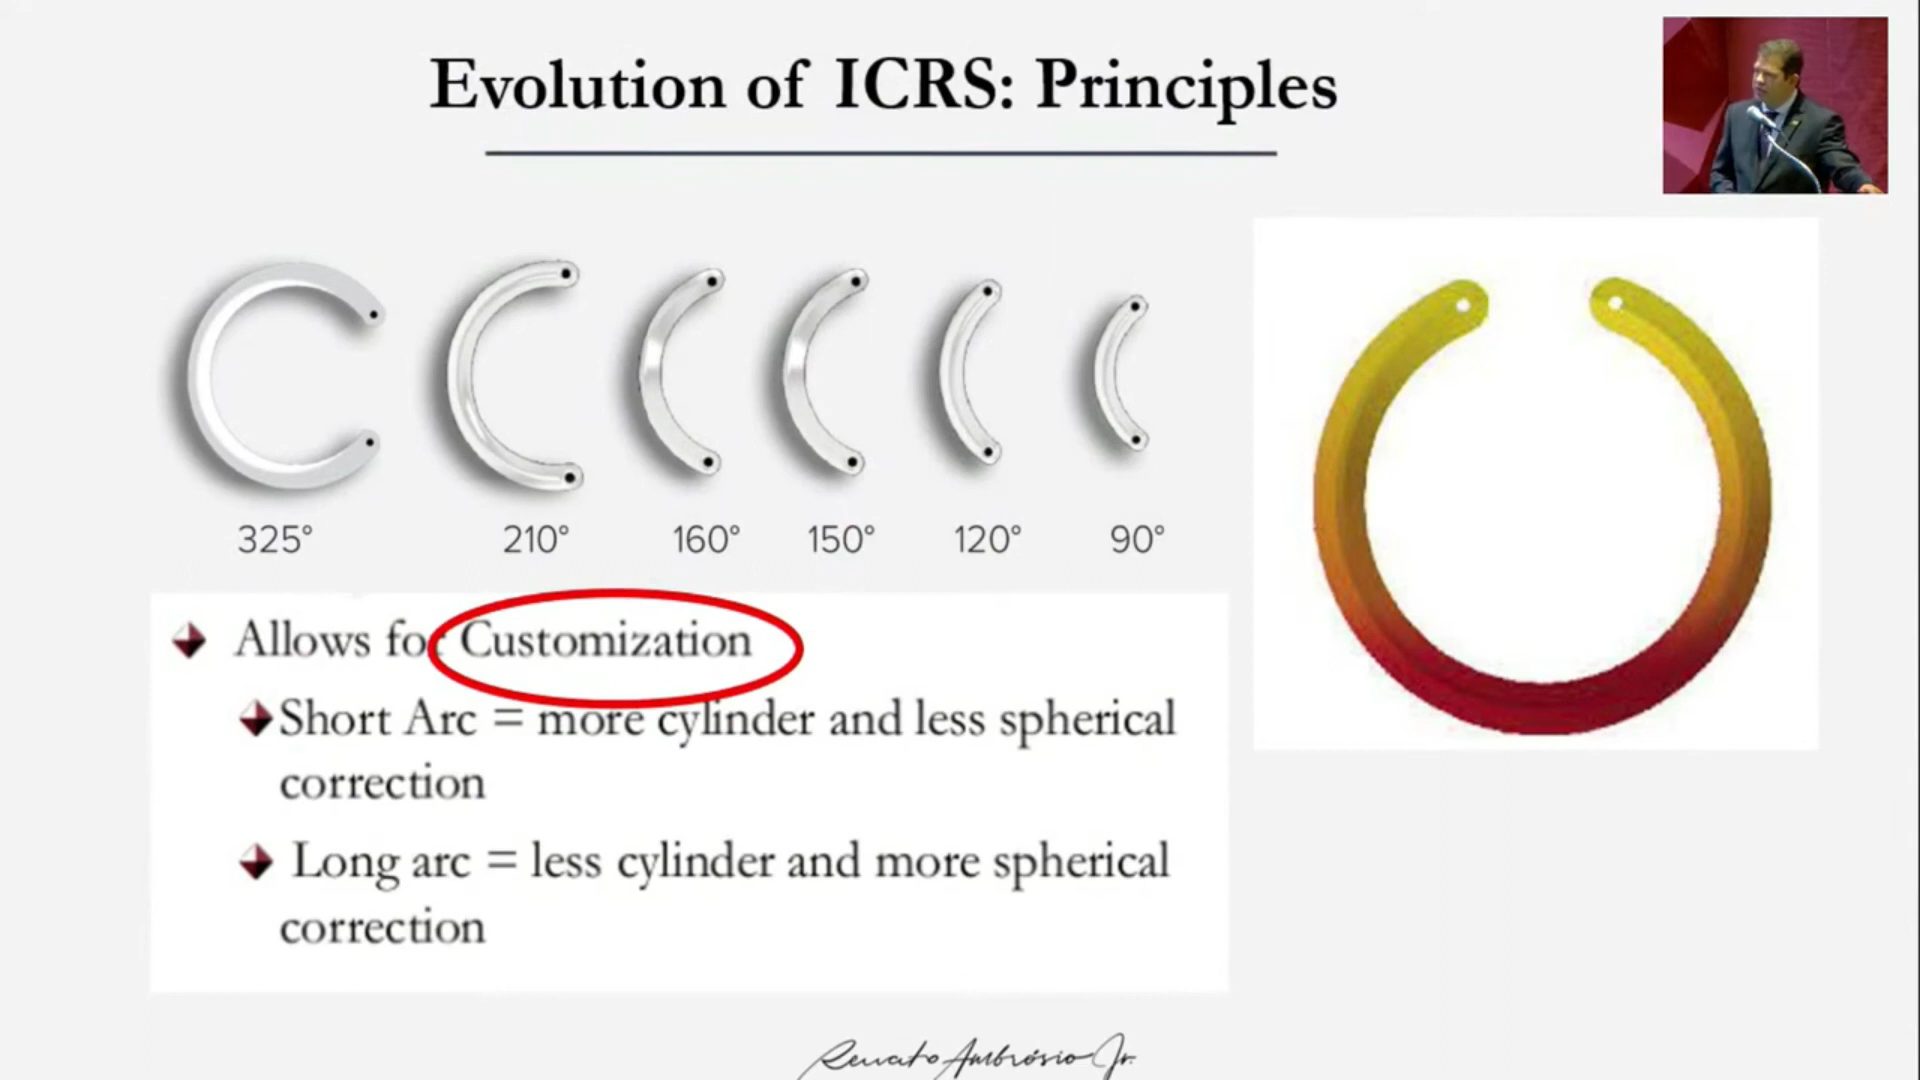 Evolution of ICRS: Principles
325° 210° 160° 150° 120° 90°
Allows for Customization
Short Arc = more cylinder and less spherical
correction
Long arc = less cylinder and more spherical
correction
Renato Ambrósio Jr.